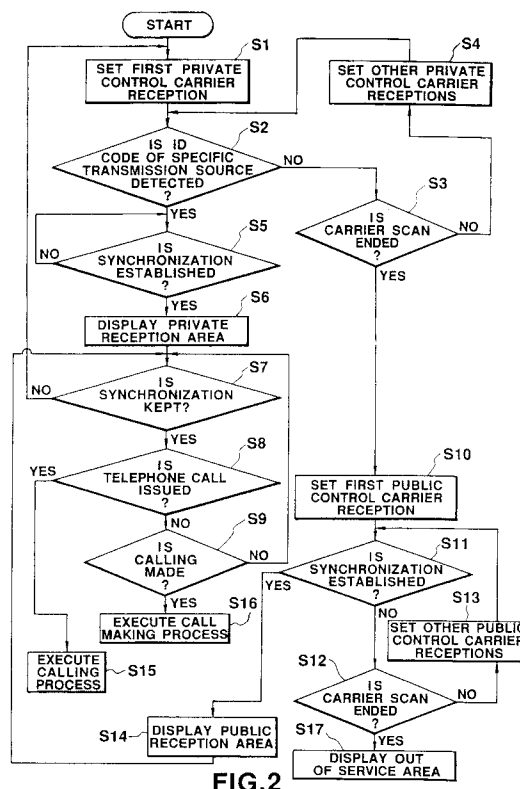 START
S1
SET FIRST PRIVATE
CONTROL CARRIER
RECEPTION
S4
SET OTHER PRIVATE
CONTROL CARRIER
RECEPTIONS
S2
IS ID
CODE OF SPECIFIC
TRANSMISSION SOURCE
DETECTED
?
NO
YES
S3
IS
CARRIER SCAN
ENDED
?
NO
YES
S5
IS
SYNCHRONIZATION
ESTABLISHED
?
NO
YES
S6
DISPLAY PRIVATE
RECEPTION AREA
S7
IS
SYNCHRONIZATION
KEPT?
NO
YES
S8
IS
TELEPHONE CALL
ISSUED?
YES
NO
S9
IS
CALLING
MADE
?
NO
YES
S16
EXECUTE CALL
MAKING PROCESS
EXECUTE
CALLING
PROCESS
S15
S10
SET FIRST PUBLIC
CONTROL CARRIER
RECEPTION
S11
IS
SYNCHRONIZATION
ESTABLISHED
?
YES
NO
S13
SET OTHER PUBLIC
CONTROL CARRIER
RECEPTIONS
S12
IS
CARRIER SCAN
ENDED
?
NO
YES
S14
DISPLAY PUBLIC
RECEPTION AREA
S17
DISPLAY OUT
OF SERVICE AREA
FIG.2